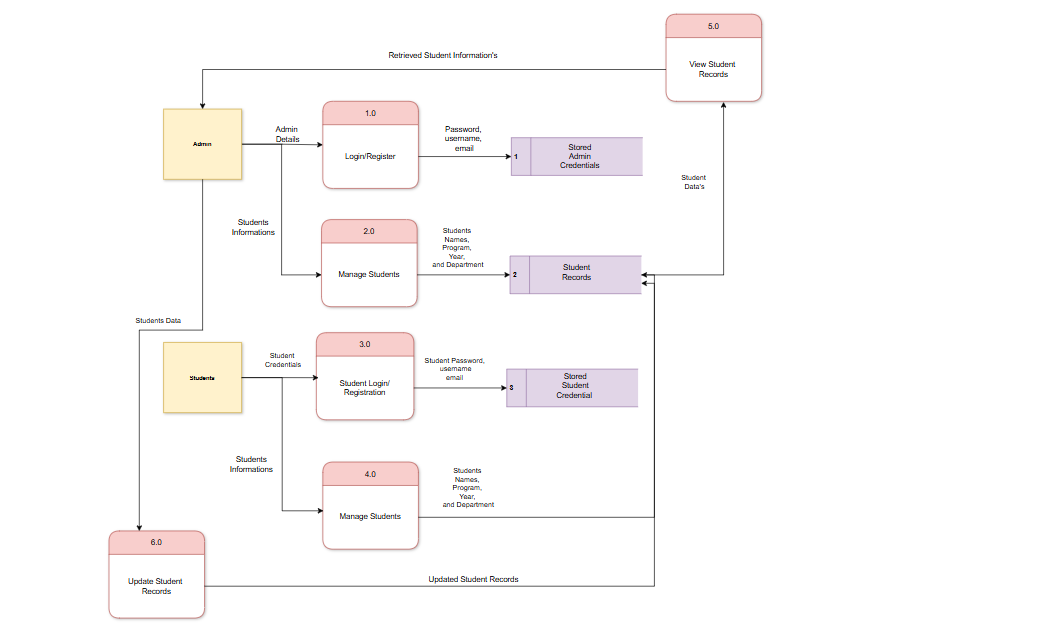 5.0
View Student
Records
Retrieved Student Information's
Admin
Admin
Details
1.0
Login/Register
Password,
username,
email
1
Stored
Admin
Credentials
Student
Data's
Students
Informations
2.0
Manage Students
Students
Names,
Program,
Year,
and Department
2
Student
Records
Students Data
Students
Student
Credentials
3.0
Student Login/
Registration
Student Password,
username
email
3
Stored
Student
Credential
Students
Informations
4.0
Manage Students
Students
Names,
Program,
Year,
and Department
6.0
Update Student
Records
Updated Student Records